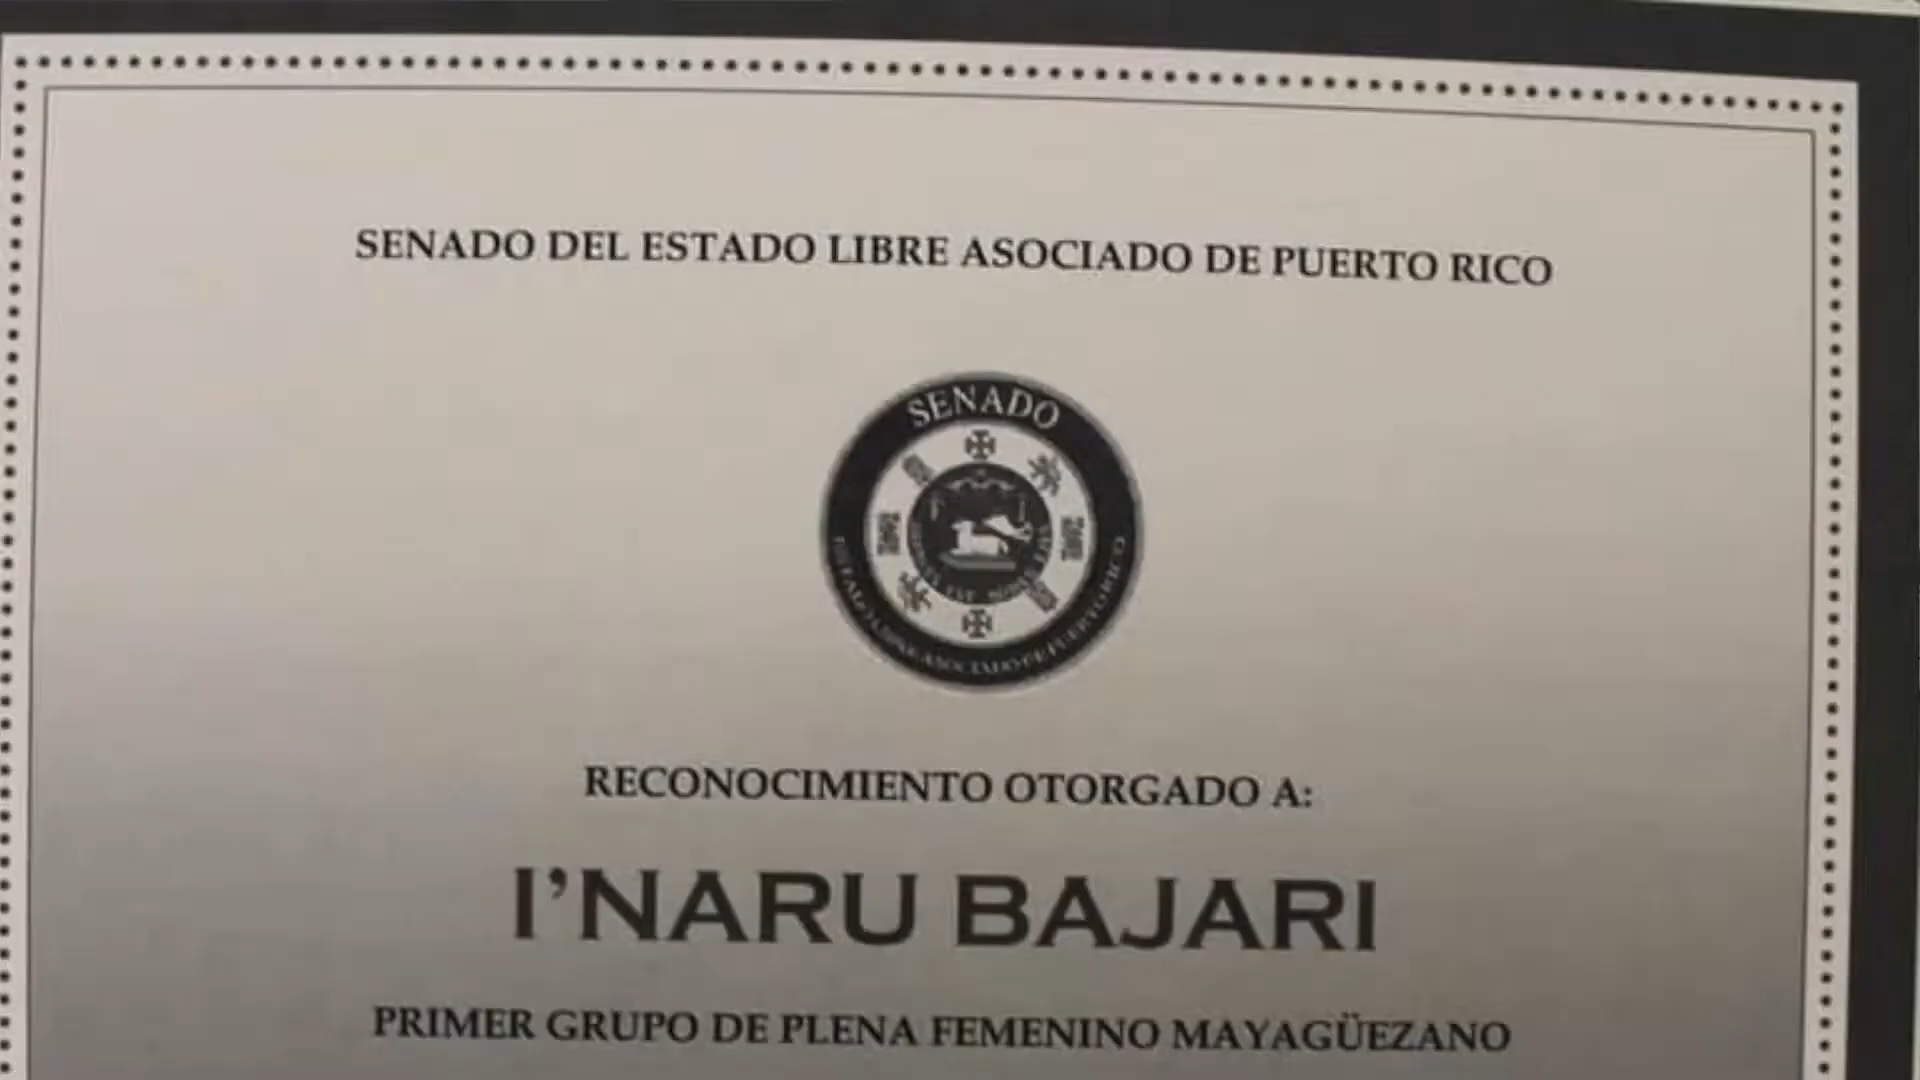 SENADO DEL ESTADO LIBRE ASOCIADO DE PUERTO RICO
SENADO
RECONOCIMIENTO OTORGADO A:
I’NARU BAJARI
PRIMER GRUPO DE PLENA FEMENINO MAYAGÜEZANO